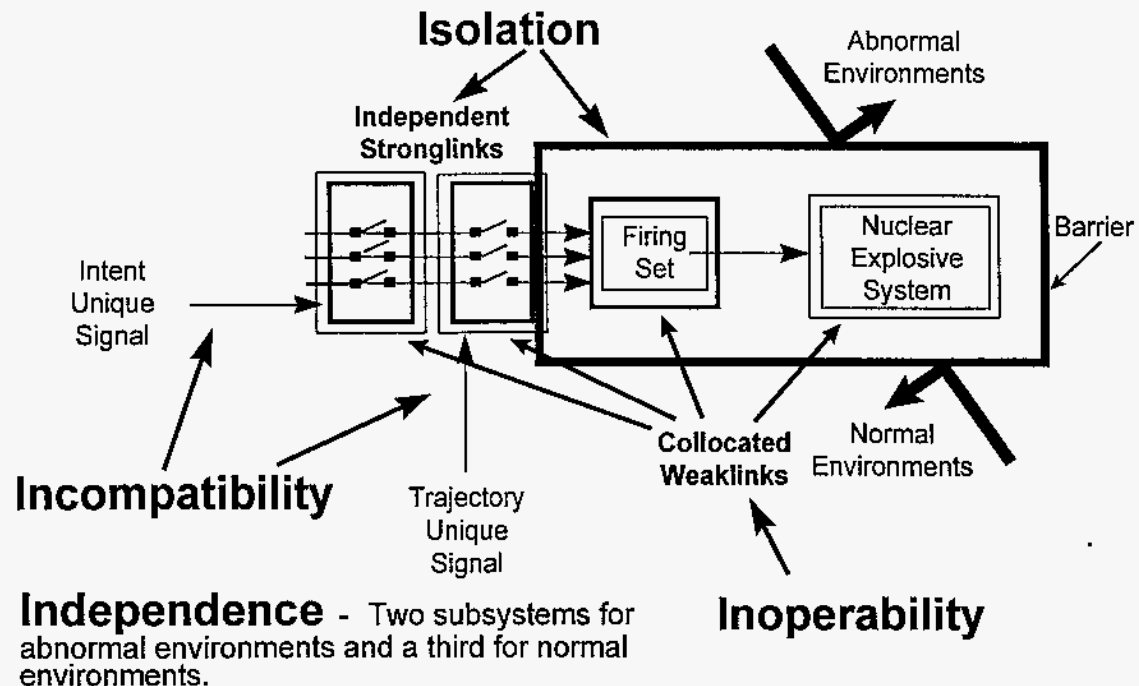 Isolation
Abnormal
Environments
Independent
Stronglinks
Firing
Set
Nuclear
Explosive
System
Barrier
Intent
Unique
Signal
Collocated
Weaklinks
Normal
Environments
Incompatibility
Trajectory
Unique
Signal
Inoperability
Independence - Two subsystems for
abnormal environments and a third for normal
environments.